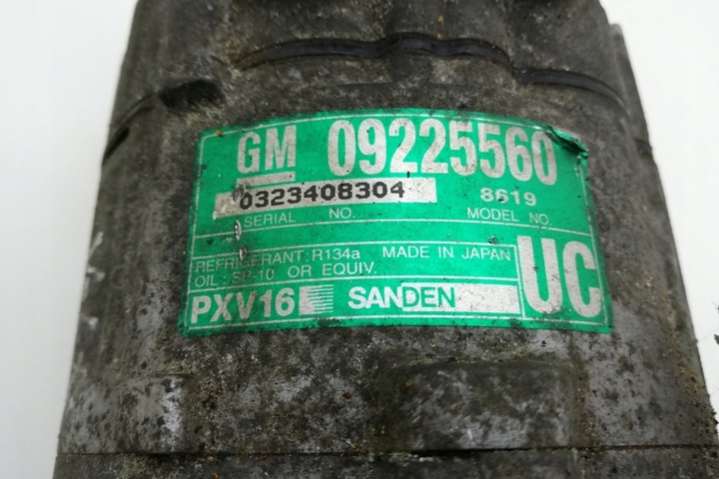 GM 09225560
0323408304 8619
SERIAL NO. MODEL NO.
REFRIGERANT: R134a MADE IN JAPAN
OIL: SP-10 OR EQUIV. UC
PXV16 SANDEN